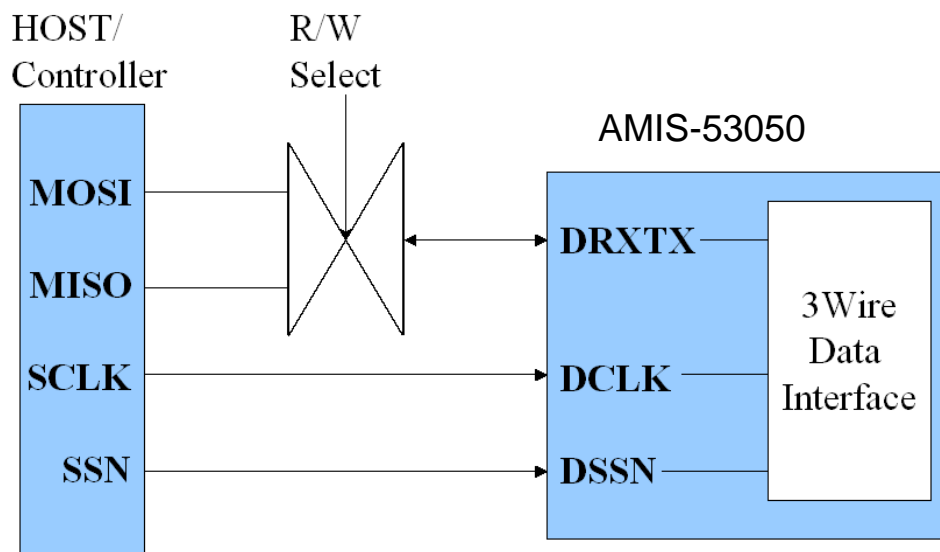 HOST/
Controller
R/W
Select
AMIS-53050
MOSI
MISO
SCLK
SSN
DRXTX
DCLK
DSSN
3Wire
Data
Interface